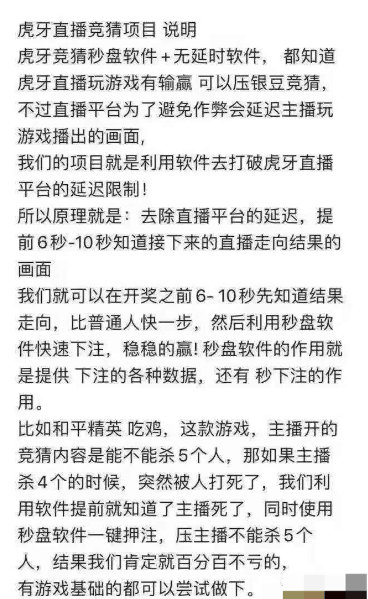 虎牙直播竞猜项目 说明
虎牙竞猜秒盘软件+无延时软件， 都知道
虎牙直播玩游戏有输赢 可以压银豆竞猜，
不过直播平台为了避免作弊会延迟主播玩
游戏播出的画面，
我们的项目就是利用软件去打破虎牙直播
平台的延迟限制！
所以原理就是：去除直播平台的延迟，提
前6秒-10秒知道接下来的直播走向结果的
画面
我们就可以在开奖之前6- 10秒先知道结果
走向，比普通人快一步，然后利用秒盘软
件快速下注，稳稳的赢! 秒盘软件的作用就
是提供 下注的各种数据，还有 秒下注的作
用。
比如和平精英 吃鸡，这款游戏，主播开的
竞猜内容是能不能杀5个人，那如果主播
杀4个的时候，突然被人打死了，我们利
用软件提前就知道了主播死了，同时使用
秒盘软件一键押注，压主播不能杀5个
人，结果我们肯定就百分百不亏的，
有游戏基础的都可以尝试做下。